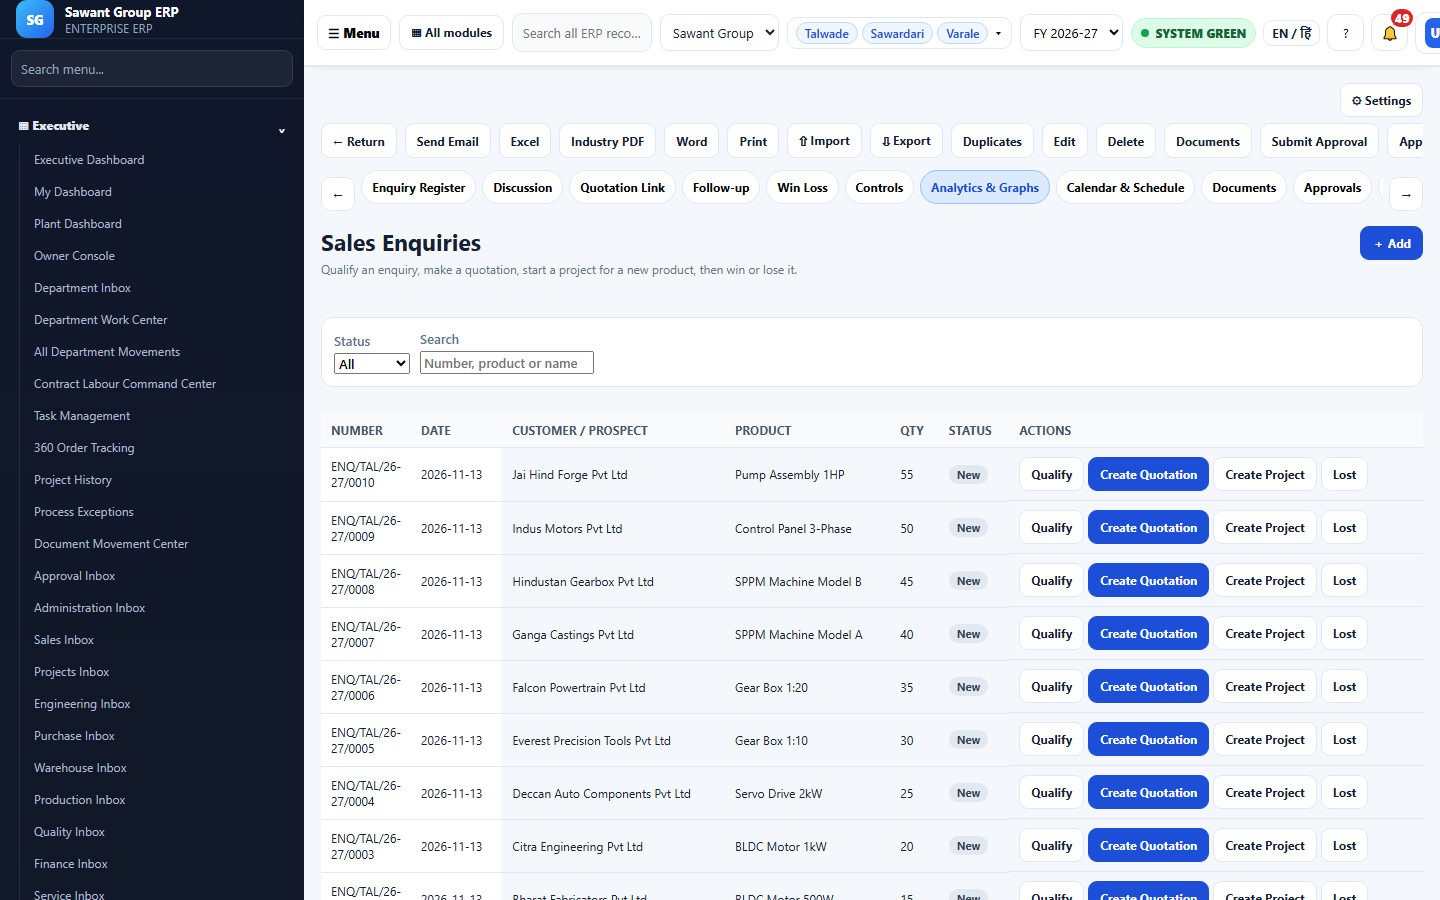 SG
Sawant Group ERP
ENTERPRISE ERP
Search menu...
Executive
Executive Dashboard
My Dashboard
Plant Dashboard
Owner Console
Department Inbox
Department Work Center
All Department Movements
Contract Labour Command Center
Task Management
360 Order Tracking
Project History
Process Exceptions
Document Movement Center
Approval Inbox
Administration Inbox
Sales Inbox
Projects Inbox
Engineering Inbox
Purchase Inbox
Warehouse Inbox
Production Inbox
Quality Inbox
Finance Inbox
Service Inbox
☰ Menu
All modules
Search all ERP reco...
Sawant Group
Talwade
Sawardari
Varale
FY 2026-27
SYSTEM GREEN
EN / हिं
?
49
U
⚙ Settings
← Return
Send Email
Excel
Industry PDF
Word
Print
⇧ Import
⇩ Export
Duplicates
Edit
Delete
Documents
Submit Approval
App
←
Enquiry Register
Discussion
Quotation Link
Follow-up
Win Loss
Controls
Analytics & Graphs
Calendar & Schedule
Documents
Approvals
→
Sales Enquiries
+ Add
Qualify an enquiry, make a quotation, start a project for a new product, then win or lose it.
Status
All
Search
Number, product or name
NUMBER DATE CUSTOMER / PROSPECT PRODUCT QTY STATUS ACTIONS
ENQ/TAL/26-27/0010 2026-11-13 Jai Hind Forge Pvt Ltd Pump Assembly 1HP 55 New Qualify Create Quotation Create Project Lost
ENQ/TAL/26-27/0009 2026-11-13 Indus Motors Pvt Ltd Control Panel 3-Phase 50 New Qualify Create Quotation Create Project Lost
ENQ/TAL/26-27/0008 2026-11-13 Hindustan Gearbox Pvt Ltd SPPM Machine Model B 45 New Qualify Create Quotation Create Project Lost
ENQ/TAL/26-27/0007 2026-11-13 Ganga Castings Pvt Ltd SPPM Machine Model A 40 New Qualify Create Quotation Create Project Lost
ENQ/TAL/26-27/0006 2026-11-13 Falcon Powertrain Pvt Ltd Gear Box 1:20 35 New Qualify Create Quotation Create Project Lost
ENQ/TAL/26-27/0005 2026-11-13 Everest Precision Tools Pvt Ltd Gear Box 1:10 30 New Qualify Create Quotation Create Project Lost
ENQ/TAL/26-27/0004 2026-11-13 Deccan Auto Components Pvt Ltd Servo Drive 2kW 25 New Qualify Create Quotation Create Project Lost
ENQ/TAL/26-27/0003 2026-11-13 Citra Engineering Pvt Ltd BLDC Motor 1kW 20 New Qualify Create Quotation Create Project Lost
ENQ/TAL/26- 2026-11-13 Bharat Fabricators Pvt Ltd BLDC Motor 500W 15 New Qualify Create Quotation Create Project Lost